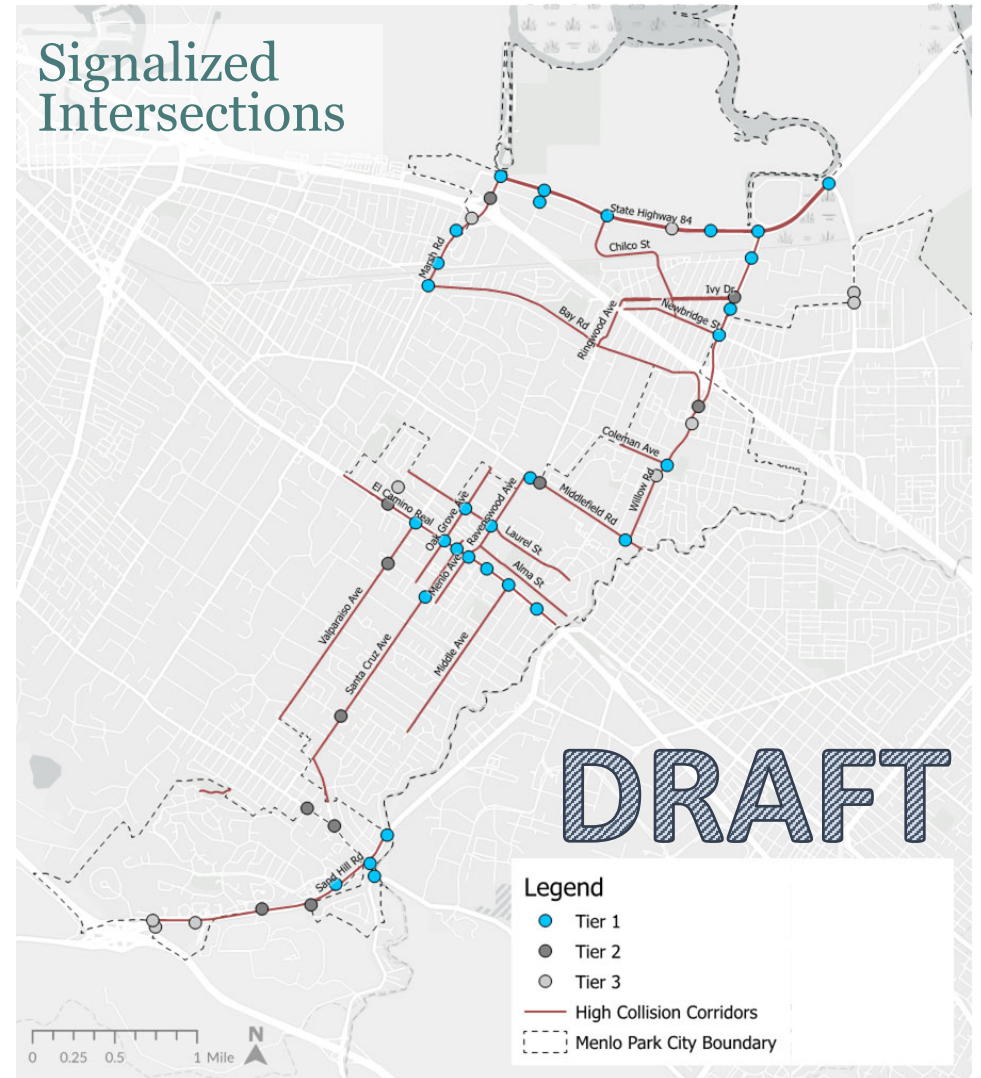 Signalized
Intersections
State Highway 84
Marsh Rd
Chilco St
Ivy Dr
Newbridge St
Bay Rd
Ringwood Ave
Coleman Ave
Willow Rd
Middlefield Rd
El Camino Real
Oak Grove Ave
Ravenswood Ave
Laurel St
Alma St
Menlo Ave
Valparaiso Ave
Santa Cruz Ave
Middle Ave
Sand Hill Rd
DRAFT
Legend
Tier 1
Tier 2
Tier 3
High Collision Corridors
Menlo Park City Boundary
N
0 0.25 0.5 1 Mile